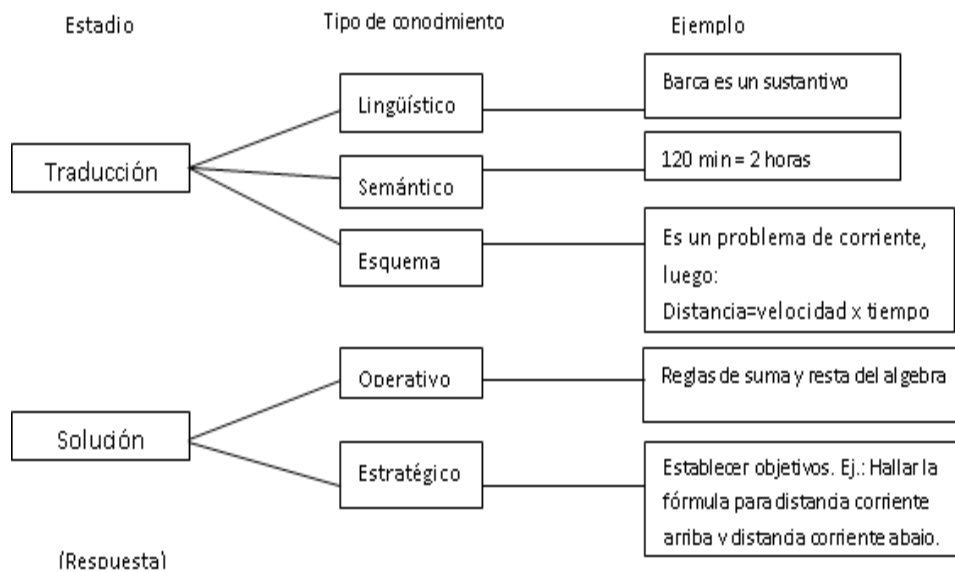 Estadio Tipo de conocimiento Ejemplo
Lingüístico
Barca es un sustantivo
Traducción
Semántico
120 min = 2 horas
Esquema
Es un problema de corriente,
luego:
Distancia=velocidad x tiempo
Operativo
Reglas de suma y resta del algebra
Solución
Estratégico
Establecer objetivos. Ej.: Hallar la
fórmula para distancia corriente
arriba y distancia corriente abajo.
(Respuesta)